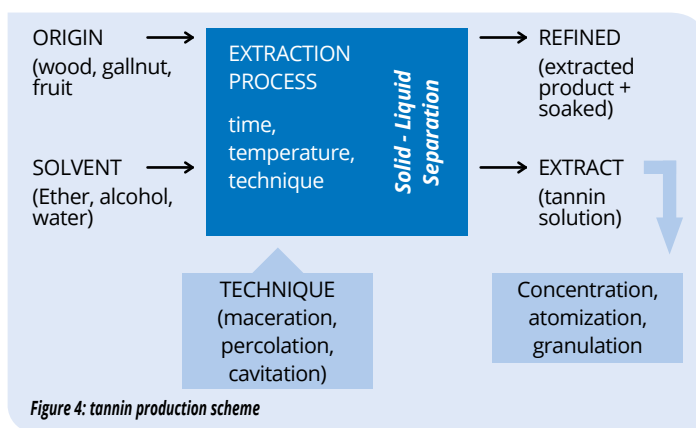 ORIGIN
(wood, gallnut,
fruit
SOLVENT
(Ether, alcohol,
water)
EXTRACTION
PROCESS
time,
temperature,
technique
Solid - Liquid
Separation
REFINED
(extracted
product +
soaked)
EXTRACT
(tannin
solution)
TECHNIQUE
(maceration,
percolation,
cavitation)
Concentration,
atomization,
granulation
Figure 4: tannin production scheme